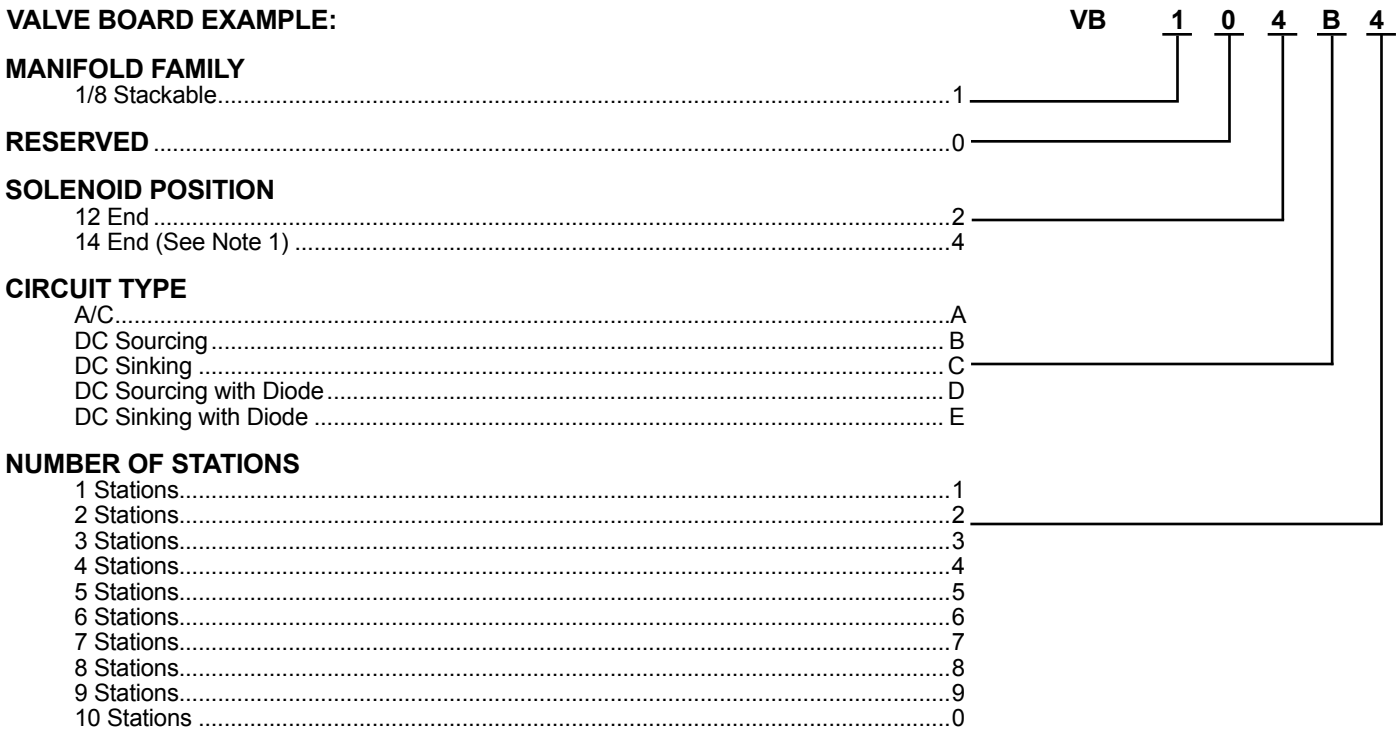 VALVE BOARD EXAMPLE: VB 1 0 4 B 4
MANIFOLD FAMILY
1/8 Stackable....................1
RESERVED....................0
SOLENOID POSITION
12 End....................2
14 End (See Note 1)....................4
CIRCUIT TYPE
A/C....................A
DC Sourcing....................B
DC Sinking....................C
DC Sourcing with Diode....................D
DC Sinking with Diode....................E
NUMBER OF STATIONS
1 Stations....................1
2 Stations....................2
3 Stations....................3
4 Stations....................4
5 Stations....................5
6 Stations....................6
7 Stations....................7
8 Stations....................8
9 Stations....................9
10 Stations....................0